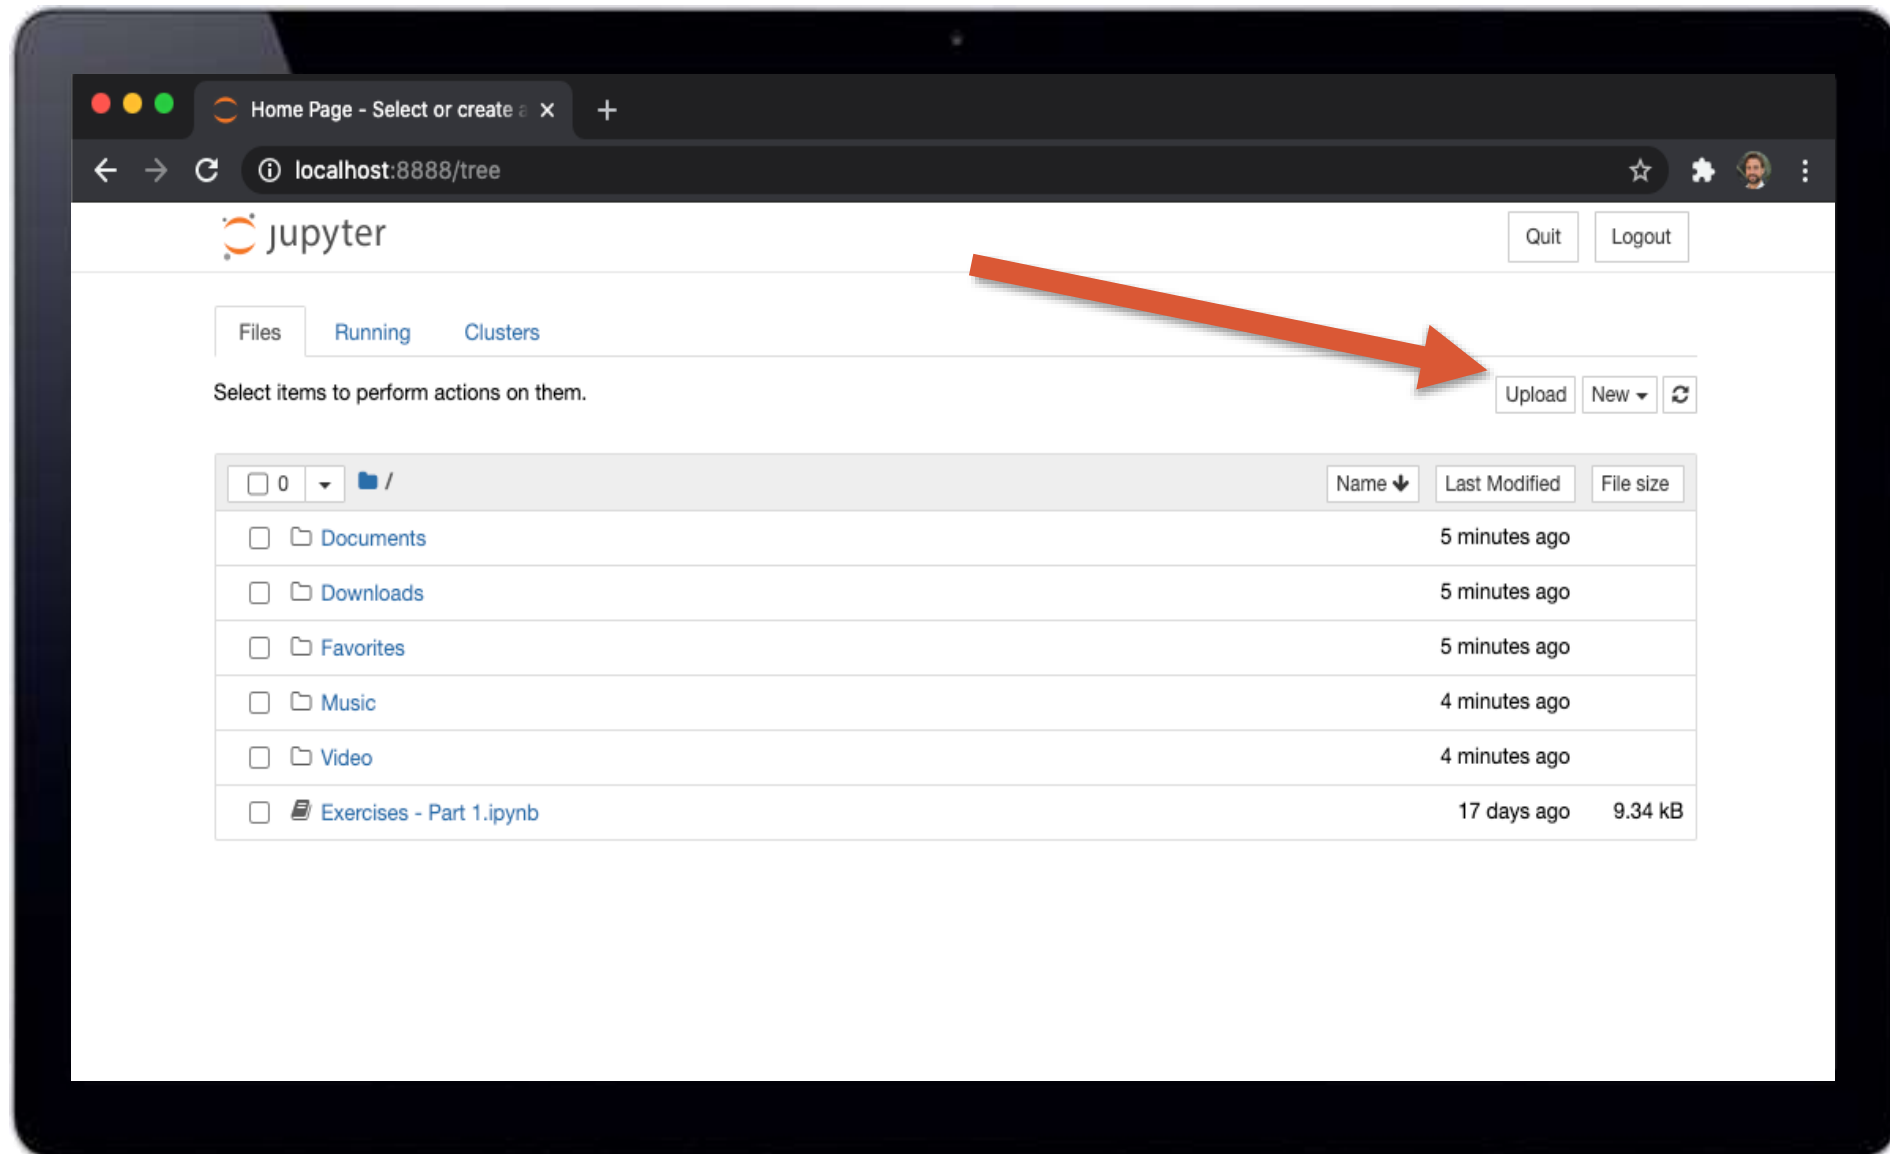 Home Page - Select or create a
localhost:8888/tree
jupyter
Quit Logout
Files Running Clusters
Select items to perform actions on them.
Upload New
0 / Name Last Modified File size
Documents 5 minutes ago
Downloads 5 minutes ago
Favorites 5 minutes ago
Music 4 minutes ago
Video 4 minutes ago
Exercises - Part 1.ipynb 17 days ago 9.34 kB